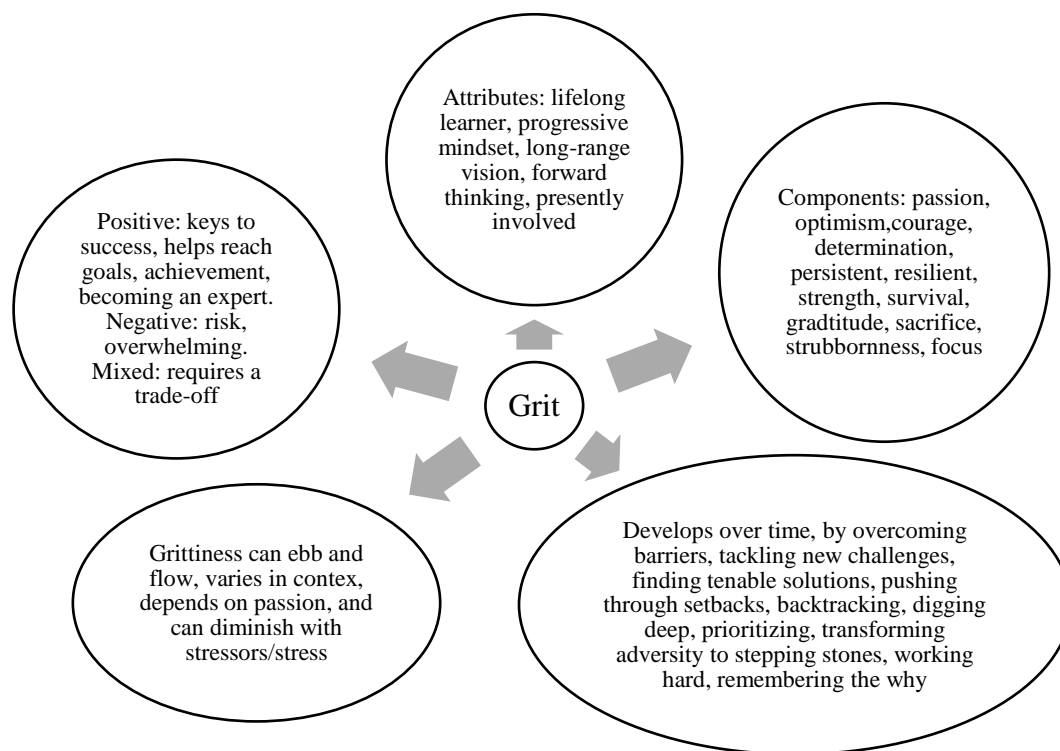 Attributes: lifelong
learner, progressive
mindset, long-range
vision, forward
thinking, presently
involved
Components: passion,
optimism,courage,
determination,
persistent, resilient,
strength, survival,
gradtitude, sacrifice,
strubbornness, focus
Positive: keys to
success, helps reach
goals, achievement,
becoming an expert.
Negative: risk,
overwhelming.
Mixed: requires a
trade-off
Grit
Grittiness can ebb and
flow, varies in contex,
depends on passion, and
can diminish with
stressors/stress
Develops over time, by overcoming
barriers, tackling new challenges,
finding tenable solutions, pushing
through setbacks, backtracking, digging
deep, prioritizing, transforming
adversity to stepping stones, working
hard, remembering the why